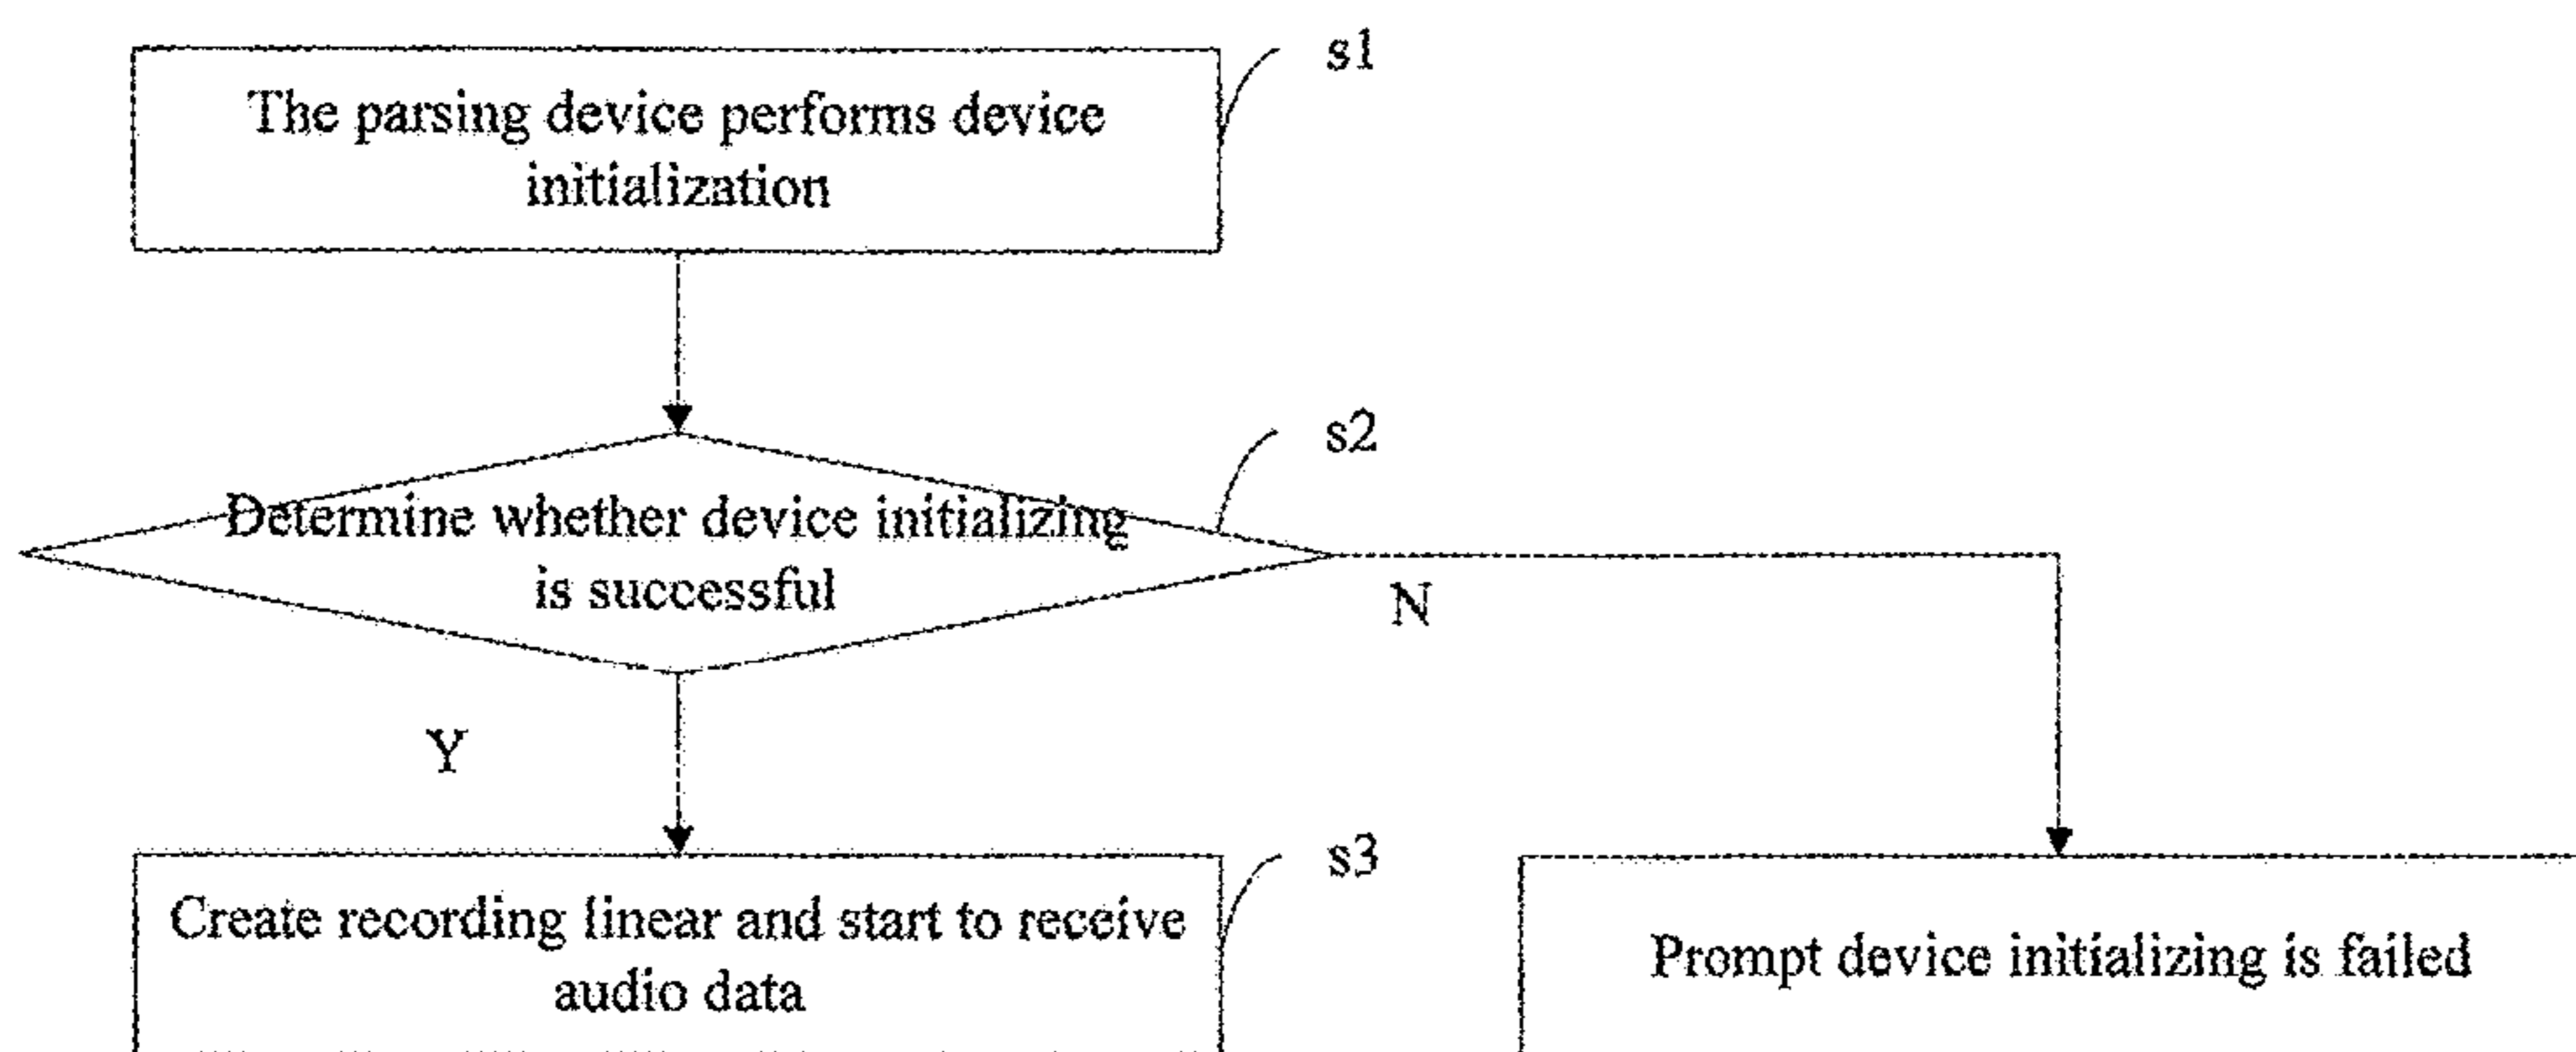 s1
The parsing device performs device
initialization
s2
Determine whether device initializing
is successful
N
Y
s3
Create recording linear and start to receive
audio data
Prompt device initializing is failed